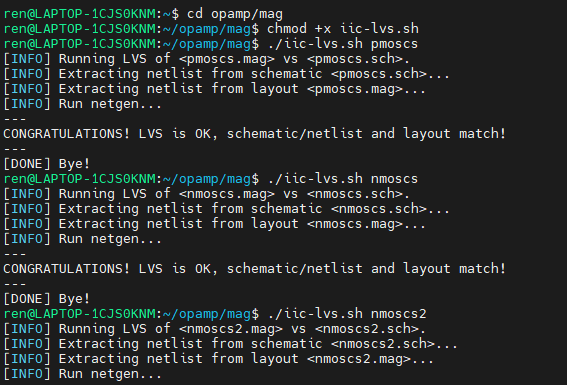 ren@LAPTOP-1CJS0KNM:~$ cd opamp/mag
ren@LAPTOP-1CJS0KNM:~/opamp/mag$ chmod +x iic-lvs.sh
ren@LAPTOP-1CJS0KNM:~/opamp/mag$ ./iic-lvs.sh pmoscs
[INFO] Running LVS of <pmoscs.mag> vs <pmoscs.sch>.
[INFO] Extracting netlist from schematic <pmoscs.sch>...
[INFO] Extracting netlist from layout <pmoscs.mag>...
[INFO] Run netgen...
---
CONGRATULATIONS! LVS is OK, schematic/netlist and layout match!
---
[DONE] Bye!
ren@LAPTOP-1CJS0KNM:~/opamp/mag$ ./iic-lvs.sh nmoscs
[INFO] Running LVS of <nmoscs.mag> vs <nmoscs.sch>.
[INFO] Extracting netlist from schematic <nmoscs.sch>...
[INFO] Extracting netlist from layout <nmoscs.mag>...
[INFO] Run netgen...
---
CONGRATULATIONS! LVS is OK, schematic/netlist and layout match!
---
[DONE] Bye!
ren@LAPTOP-1CJS0KNM:~/opamp/mag$ ./iic-lvs.sh nmoscs2
[INFO] Running LVS of <nmoscs2.mag> vs <nmoscs2.sch>.
[INFO] Extracting netlist from schematic <nmoscs2.sch>...
[INFO] Extracting netlist from layout <nmoscs2.mag>...
[INFO] Run netgen...